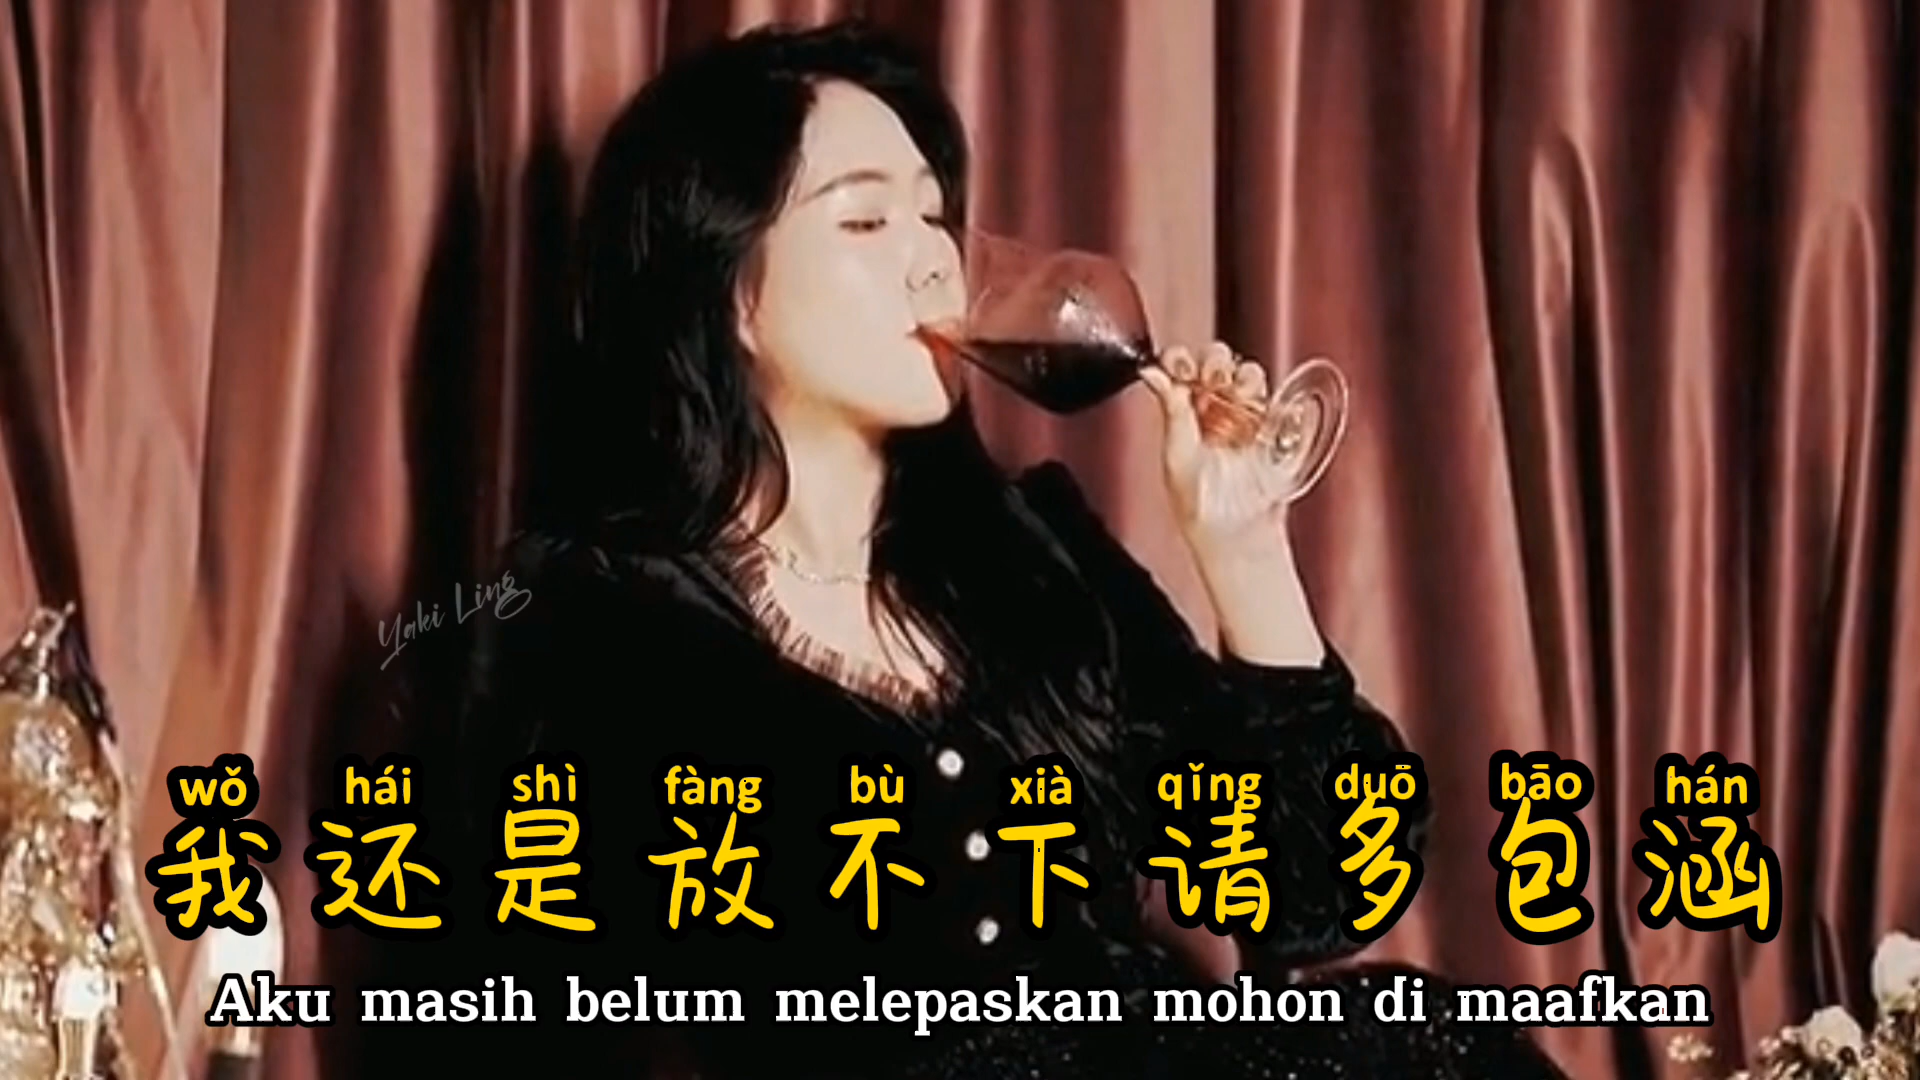 Yaki Ling
wǒ hái shì fàng bù xià qǐng duō bāo hán
我还是放不下请多包涵
Aku masih belum melepaskan mohon di maafkan